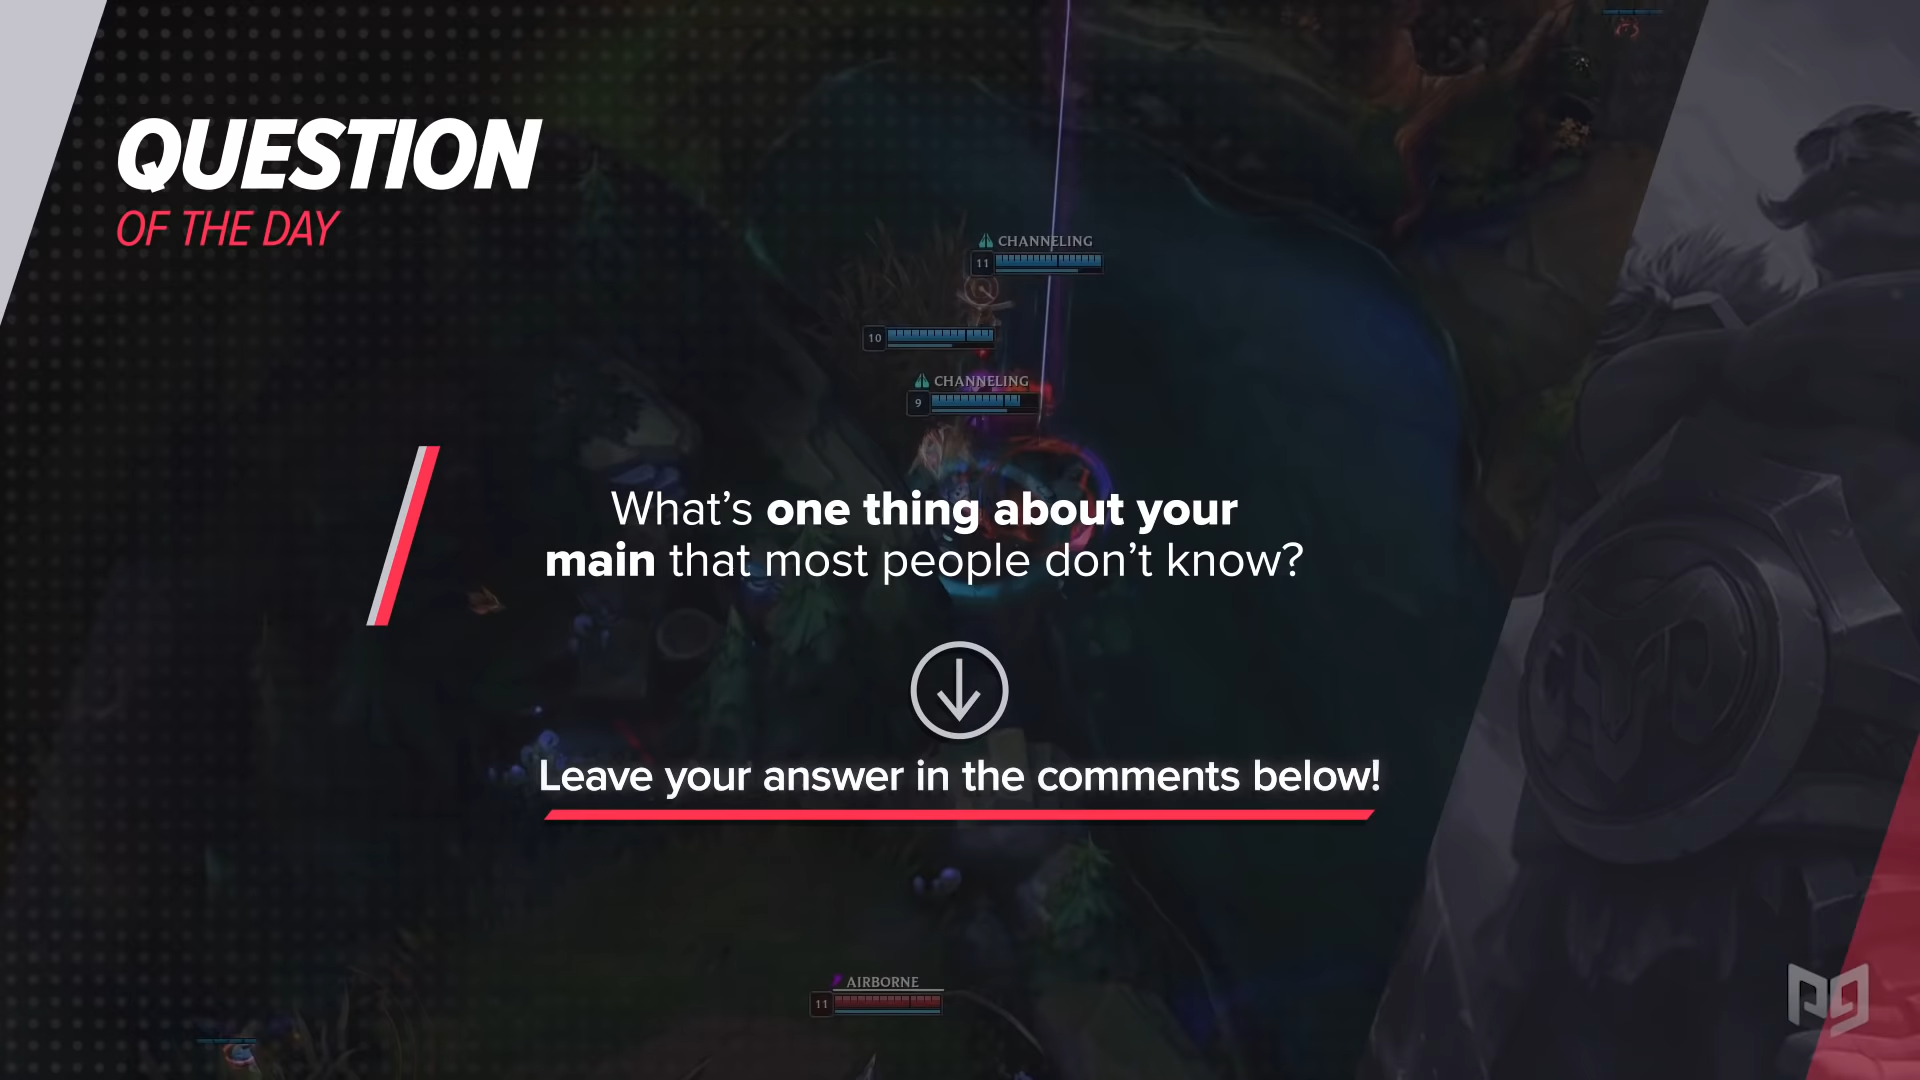 QUESTION
OF THE DAY
CHANNELING
11
10
CHANNELING
9
What’s one thing about your
main that most people don’t know?
Leave your answer in the comments below!
AIRBORNE
11
PG